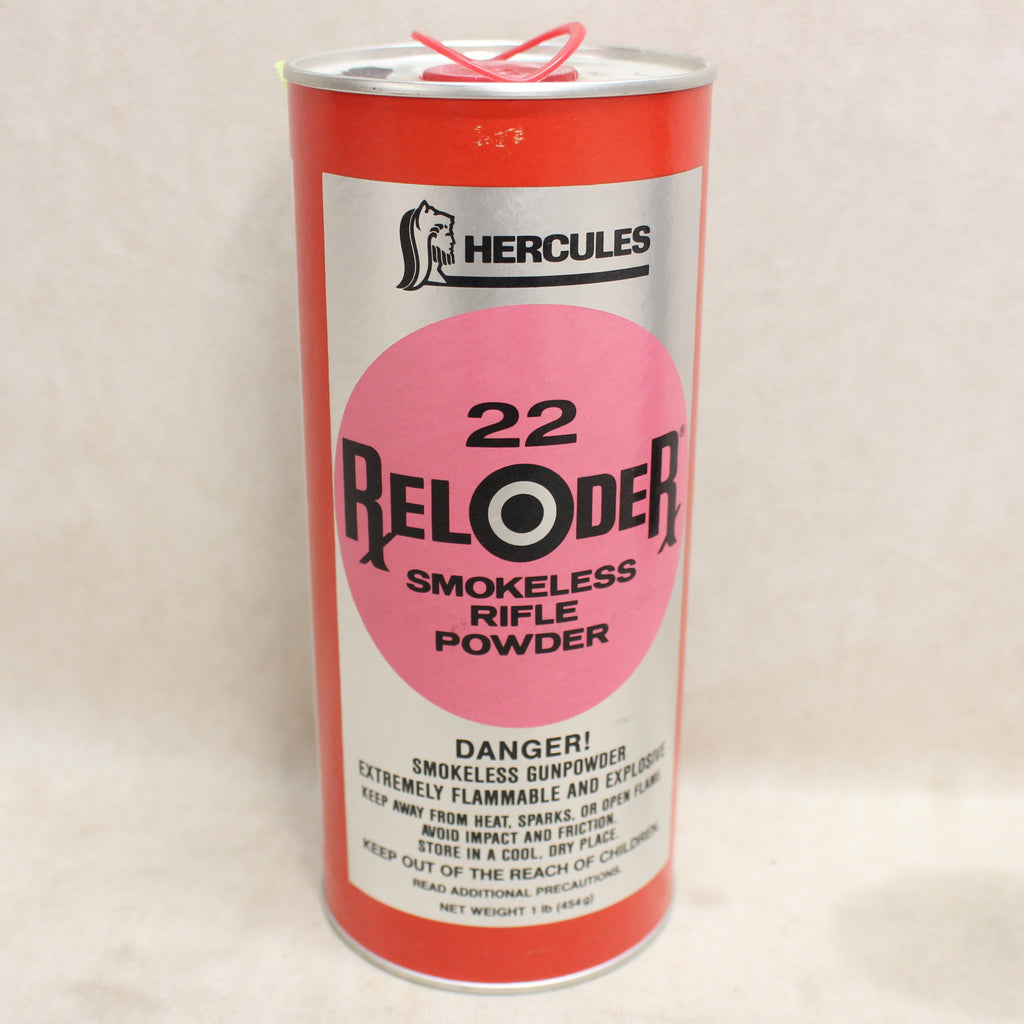 HERCULES
22
RELODER®
SMOKELESS
RIFLE
POWDER
DANGER!
SMOKELESS GUNPOWDER
EXTREMELY FLAMMABLE AND EXPLOSIVE
KEEP AWAY FROM HEAT, SPARKS, OR OPEN FLAME.
AVOID IMPACT AND FRICTION.
STORE IN A COOL, DRY PLACE.
KEEP OUT OF THE REACH OF CHILDREN.
READ ADDITIONAL PRECAUTIONS
NET WEIGHT 1 lb (454g)